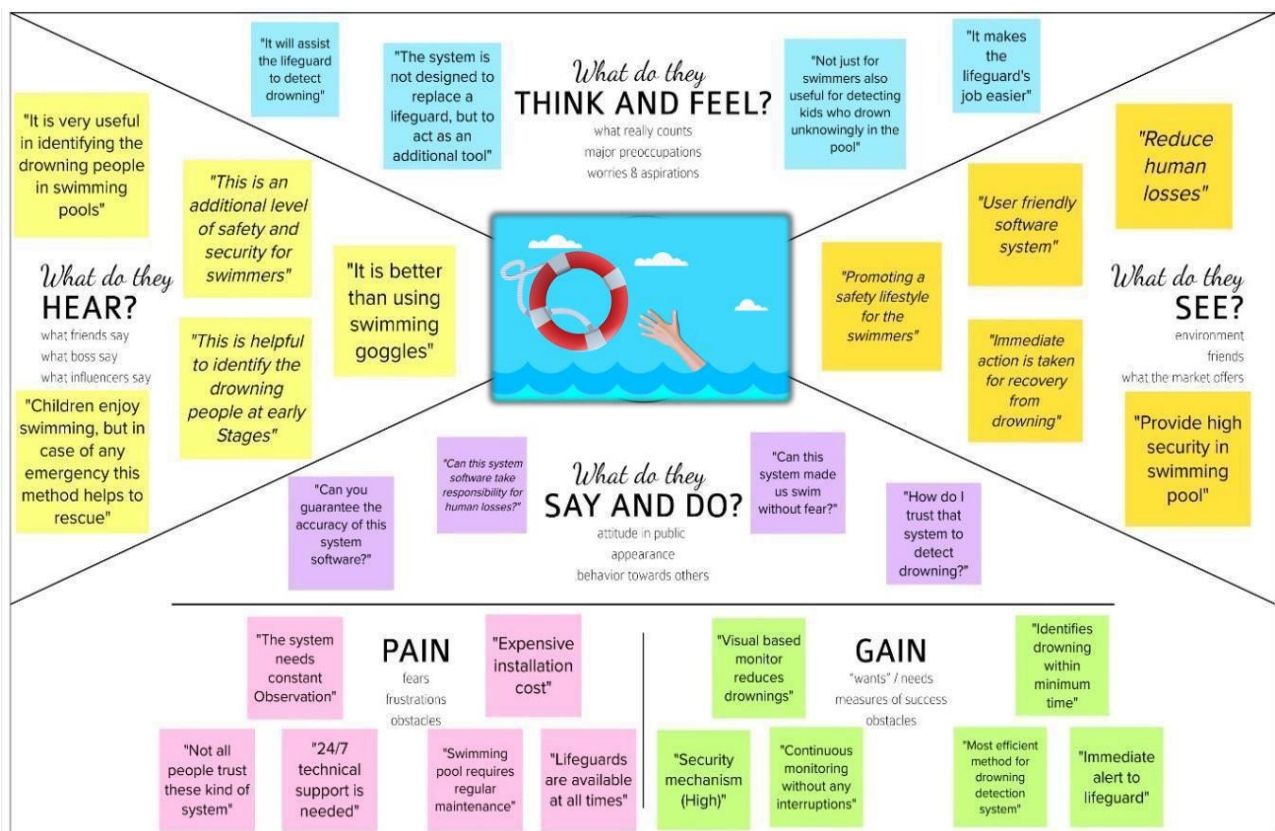 "It will assist
the lifeguard
to detect
drowning"
"The system is
not designed to
replace a
lifeguard, but to
act as an
additional tool"
What do they
THINK AND FEEL?
what really counts
major preoccupations
worries & aspirations
"Not just for
swimmers also
useful for detecting
kids who drown
unknowingly in the
pool"
"It makes
the
lifeguard's
job easier"
"It is very useful
in identifying the
drowning people
in swimming
pools"
"This is an
additional level
of safety and
security for
swimmers"
"It is better
than using
swimming
goggles"
What do they
HEAR?
what friends say
what boss say
what influencers say
"This is helpful
to identify the
drowning
people at early
Stages"
"Children enjoy
swimming, but in
case of any
emergency this
method helps to
rescue"
"Reduce
human
losses"
"User friendly
software
system"
"Promoting a
safety lifestyle
for the
swimmers"
What do they
SEE?
environment
friends
what the market offers
"Immediate
action is taken
for recovery
from
drowning"
"Provide high
security in
swimming
pool"
"Can you
guarantee the
accuracy of this
system
software?"
"Can this system
software take
responsibility for
human losses?"
What do they
SAY AND DO?
attitude in public
appearance
behavior towards others
"Can this
system made
us swim
without fear?"
"How do I
trust that
system to
detect
drowning?"
"The system
needs
constant
Observation"
PAIN
fears
frustrations
obstacles
"Expensive
installation
cost"
"Not all
people trust
these kind of
system"
"24/7
technical
support is
needed"
"Swimming
pool requires
regular
maintenance"
"Lifeguards
are available
at all times"
"Visual based
monitor
reduces
drownings"
GAIN
"wants" / needs
measures of success
obstacles
"Identifies
drowning
within
minimum
time"
"Security
mechanism
(High)"
"Continuous
monitoring
without any
interruptions"
"Most efficient
method for
drowning
detection
system"
"Immediate
alert to
lifeguard"